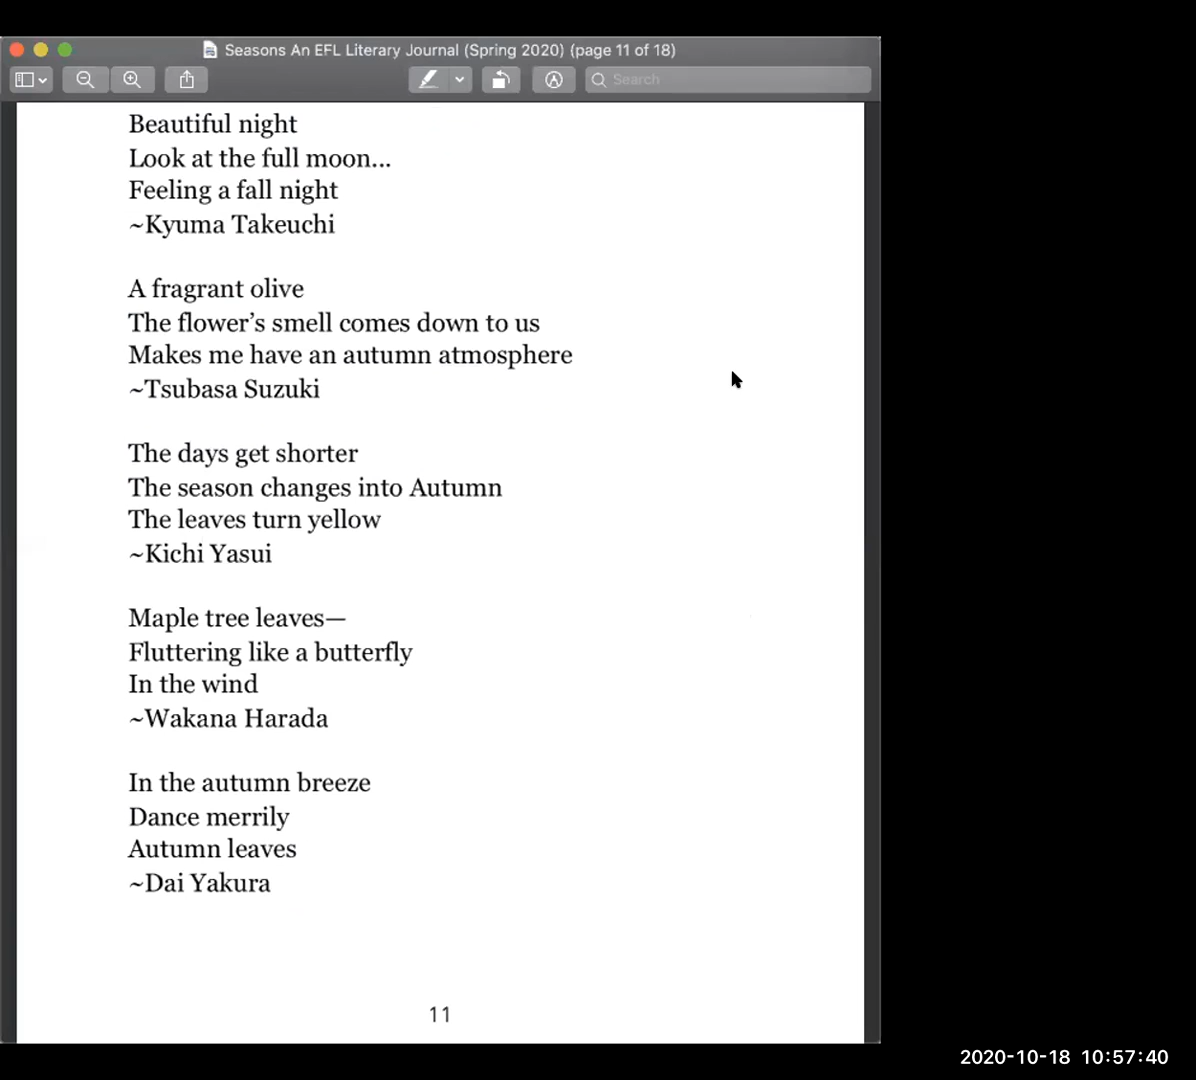 Seasons An EFL Literary Journal (Spring 2020) (page 11 of 18)
Search
Beautiful night
Look at the full moon...
Feeling a fall night
~Kyuma Takeuchi
A fragrant olive
The flower’s smell comes down to us
Makes me have an autumn atmosphere
~Tsubasa Suzuki
The days get shorter
The season changes into Autumn
The leaves turn yellow
~Kichi Yasui
Maple tree leaves—
Fluttering like a butterfly
In the wind
~Wakana Harada
In the autumn breeze
Dance merrily
Autumn leaves
~Dai Yakura
11
2020-10-18 10:57:40